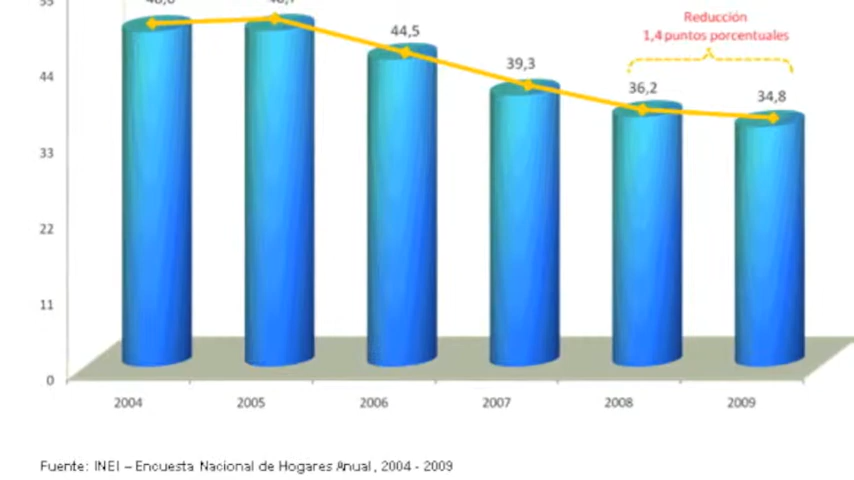 55
Reducción
1,4 puntos porcentuales
44,5
39,3
36,2
34,8
44
33
22
11
0
2004 2005 2006 2007 2008 2009
Fuente: INEI – Encuesta Nacional de Hogares Anual, 2004 - 2009